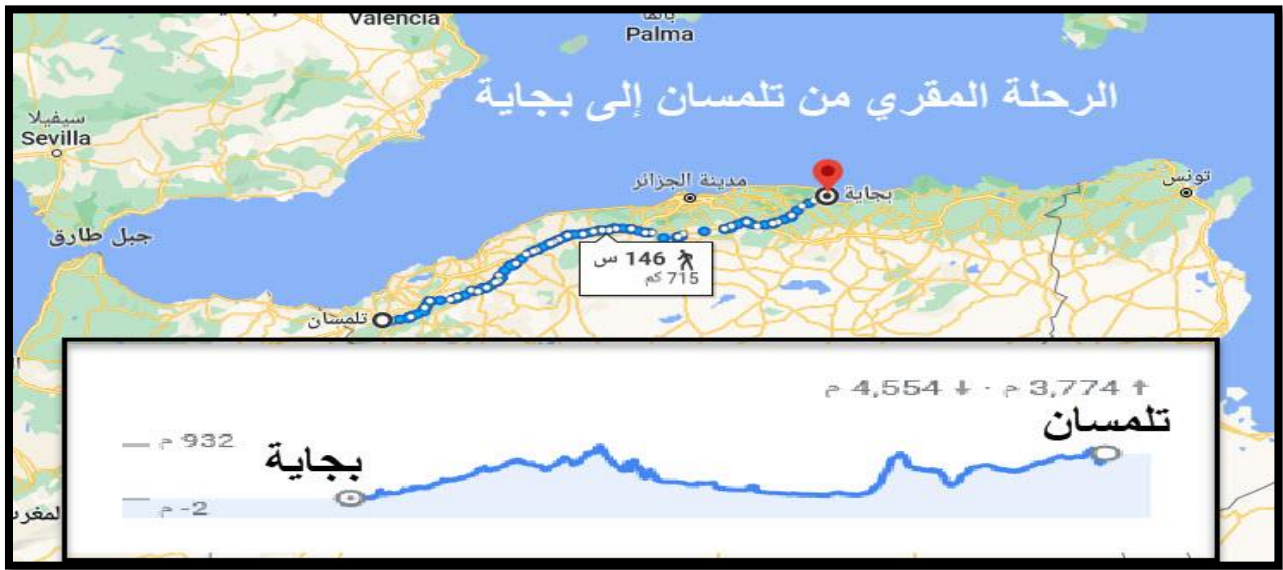 Valencia
Palma
الرحلة المقري من تلمسان إلى بجاية
سيفيلا
Sevilla
مدينة الجزائر
بجاية
تونس
جبل طارق
146 س
715 كم
تلمسان
↑ 3,774 م · ↓ 4,554 م
تلمسان
932 م
بجاية
-2 م